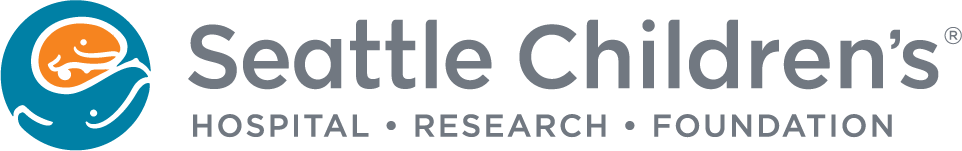 Seattle Children's®
HOSPITAL • RESEARCH • FOUNDATION